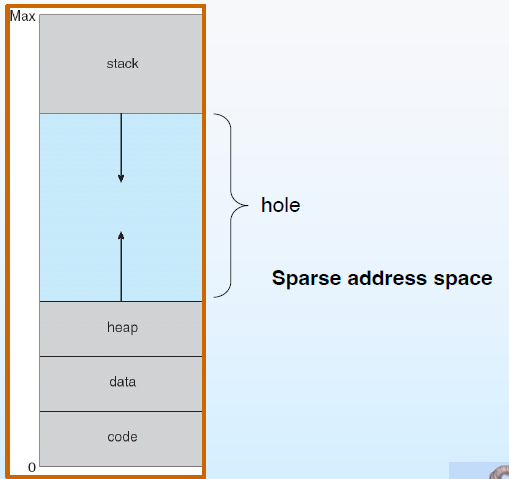 Max
stack
hole
Sparse address space
heap
data
code
0